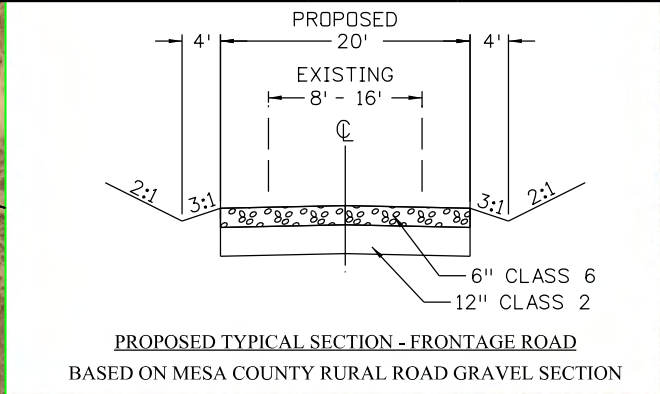 PROPOSED
4' 20' 4'
EXISTING
8' - 16'
℄
2:1 3:1 3:1 2:1
6" CLASS 6
12" CLASS 2
PROPOSED TYPICAL SECTION - FRONTAGE ROAD
BASED ON MESA COUNTY RURAL ROAD GRAVEL SECTION